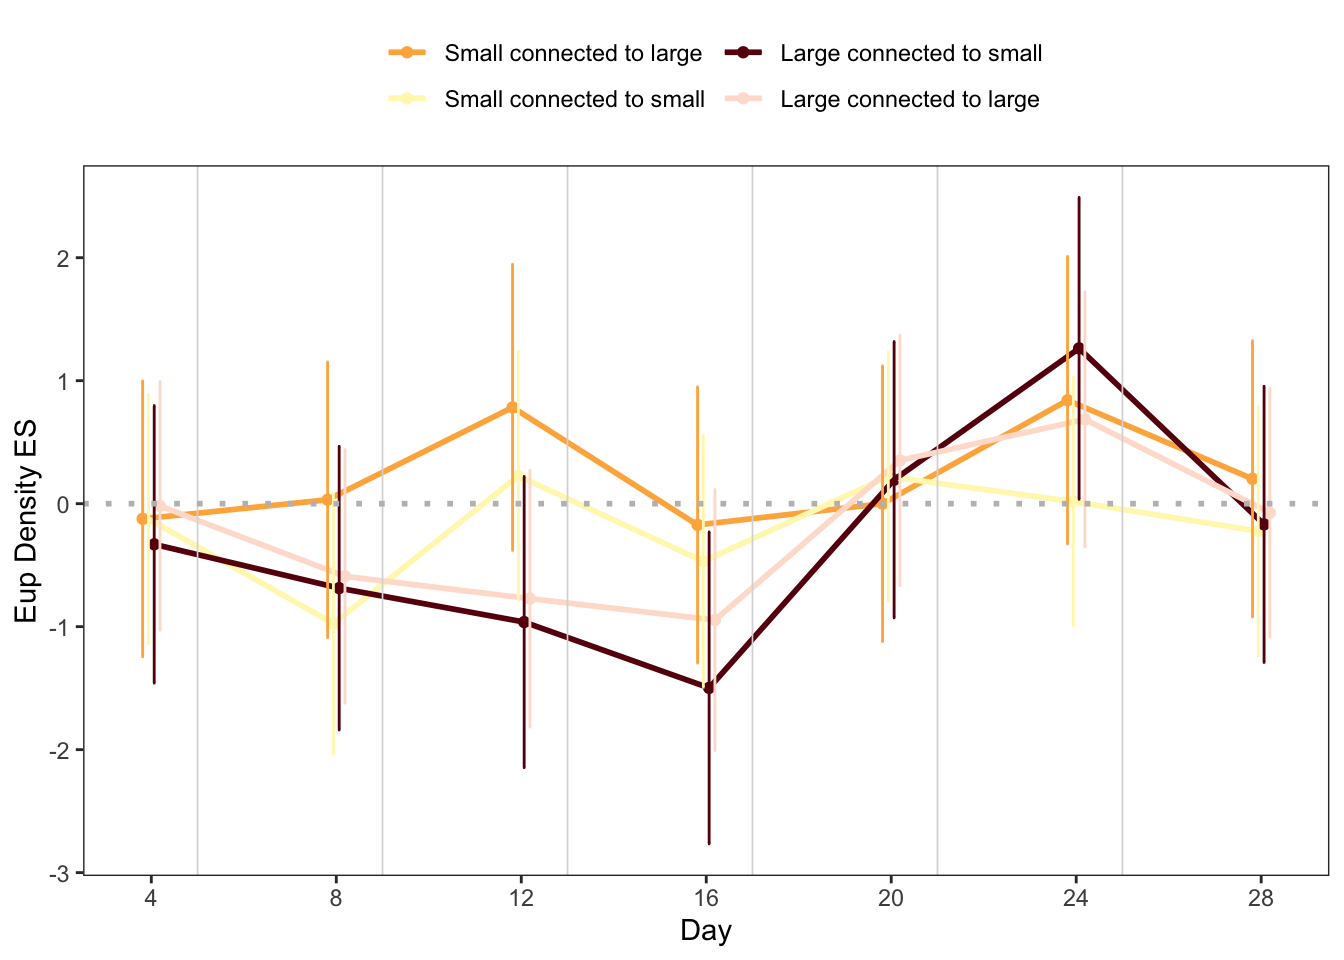 Small connected to large
Large connected to small
Small connected to small
Large connected to large
Eup Density ES
2
1
0
-1
-2
-3
4
8
12
16
20
24
28
Day